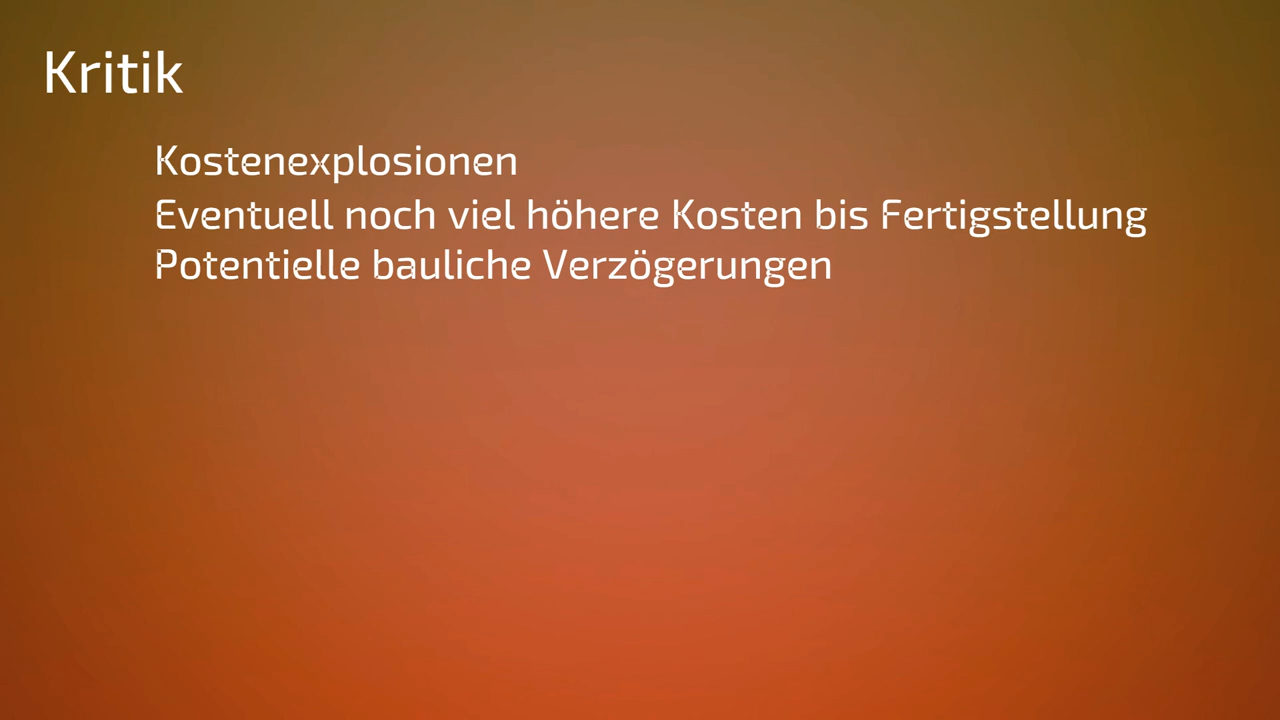 Kritik
Kostenexplosionen
Eventuell noch viel höhere Kosten bis Fertigstellung
Potentielle bauliche Verzögerungen